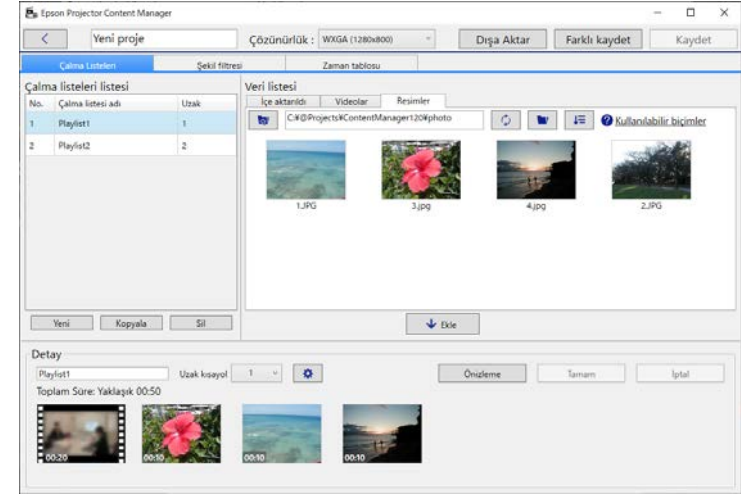 Epson Projector Content Manager
Yeni proje
Çözünürlük : WXGA (1280x800)
Dışa Aktar
Farklı kaydet
Kaydet
Çalma Listeleri
Şekil filtresi
Zaman tablosu
Çalma listeleri listesi
No. Çalma listesi adı Uzak
1 Playlist1 1
2 Playlist2 2
Yeni
Kopyala
Sil
Veri listesi
İçe aktarıldı
Videolar
Resimler
C:¥@Projects¥ContentManager120¥photo
Kullanılabilir biçimler
1.JPG
3.jpg
4.jpg
2.JPG
Ekle
Detay
Playlist1
Uzak kısayol 1
Önizleme
Tamam
İptal
Toplam Süre: Yaklaşık 00:50
00:20
00:10
00:10
00:10